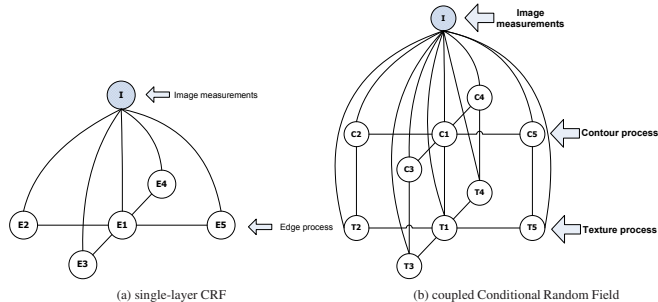 I
Image measurements
E4
E2
E1
E5
Edge process
E3
(a) single-layer CRF
I
Image
measurements
C4
C2
C1
C5
Contour process
C3
T4
T2
T1
T5
Texture process
T3
(b) coupled Conditional Random Field